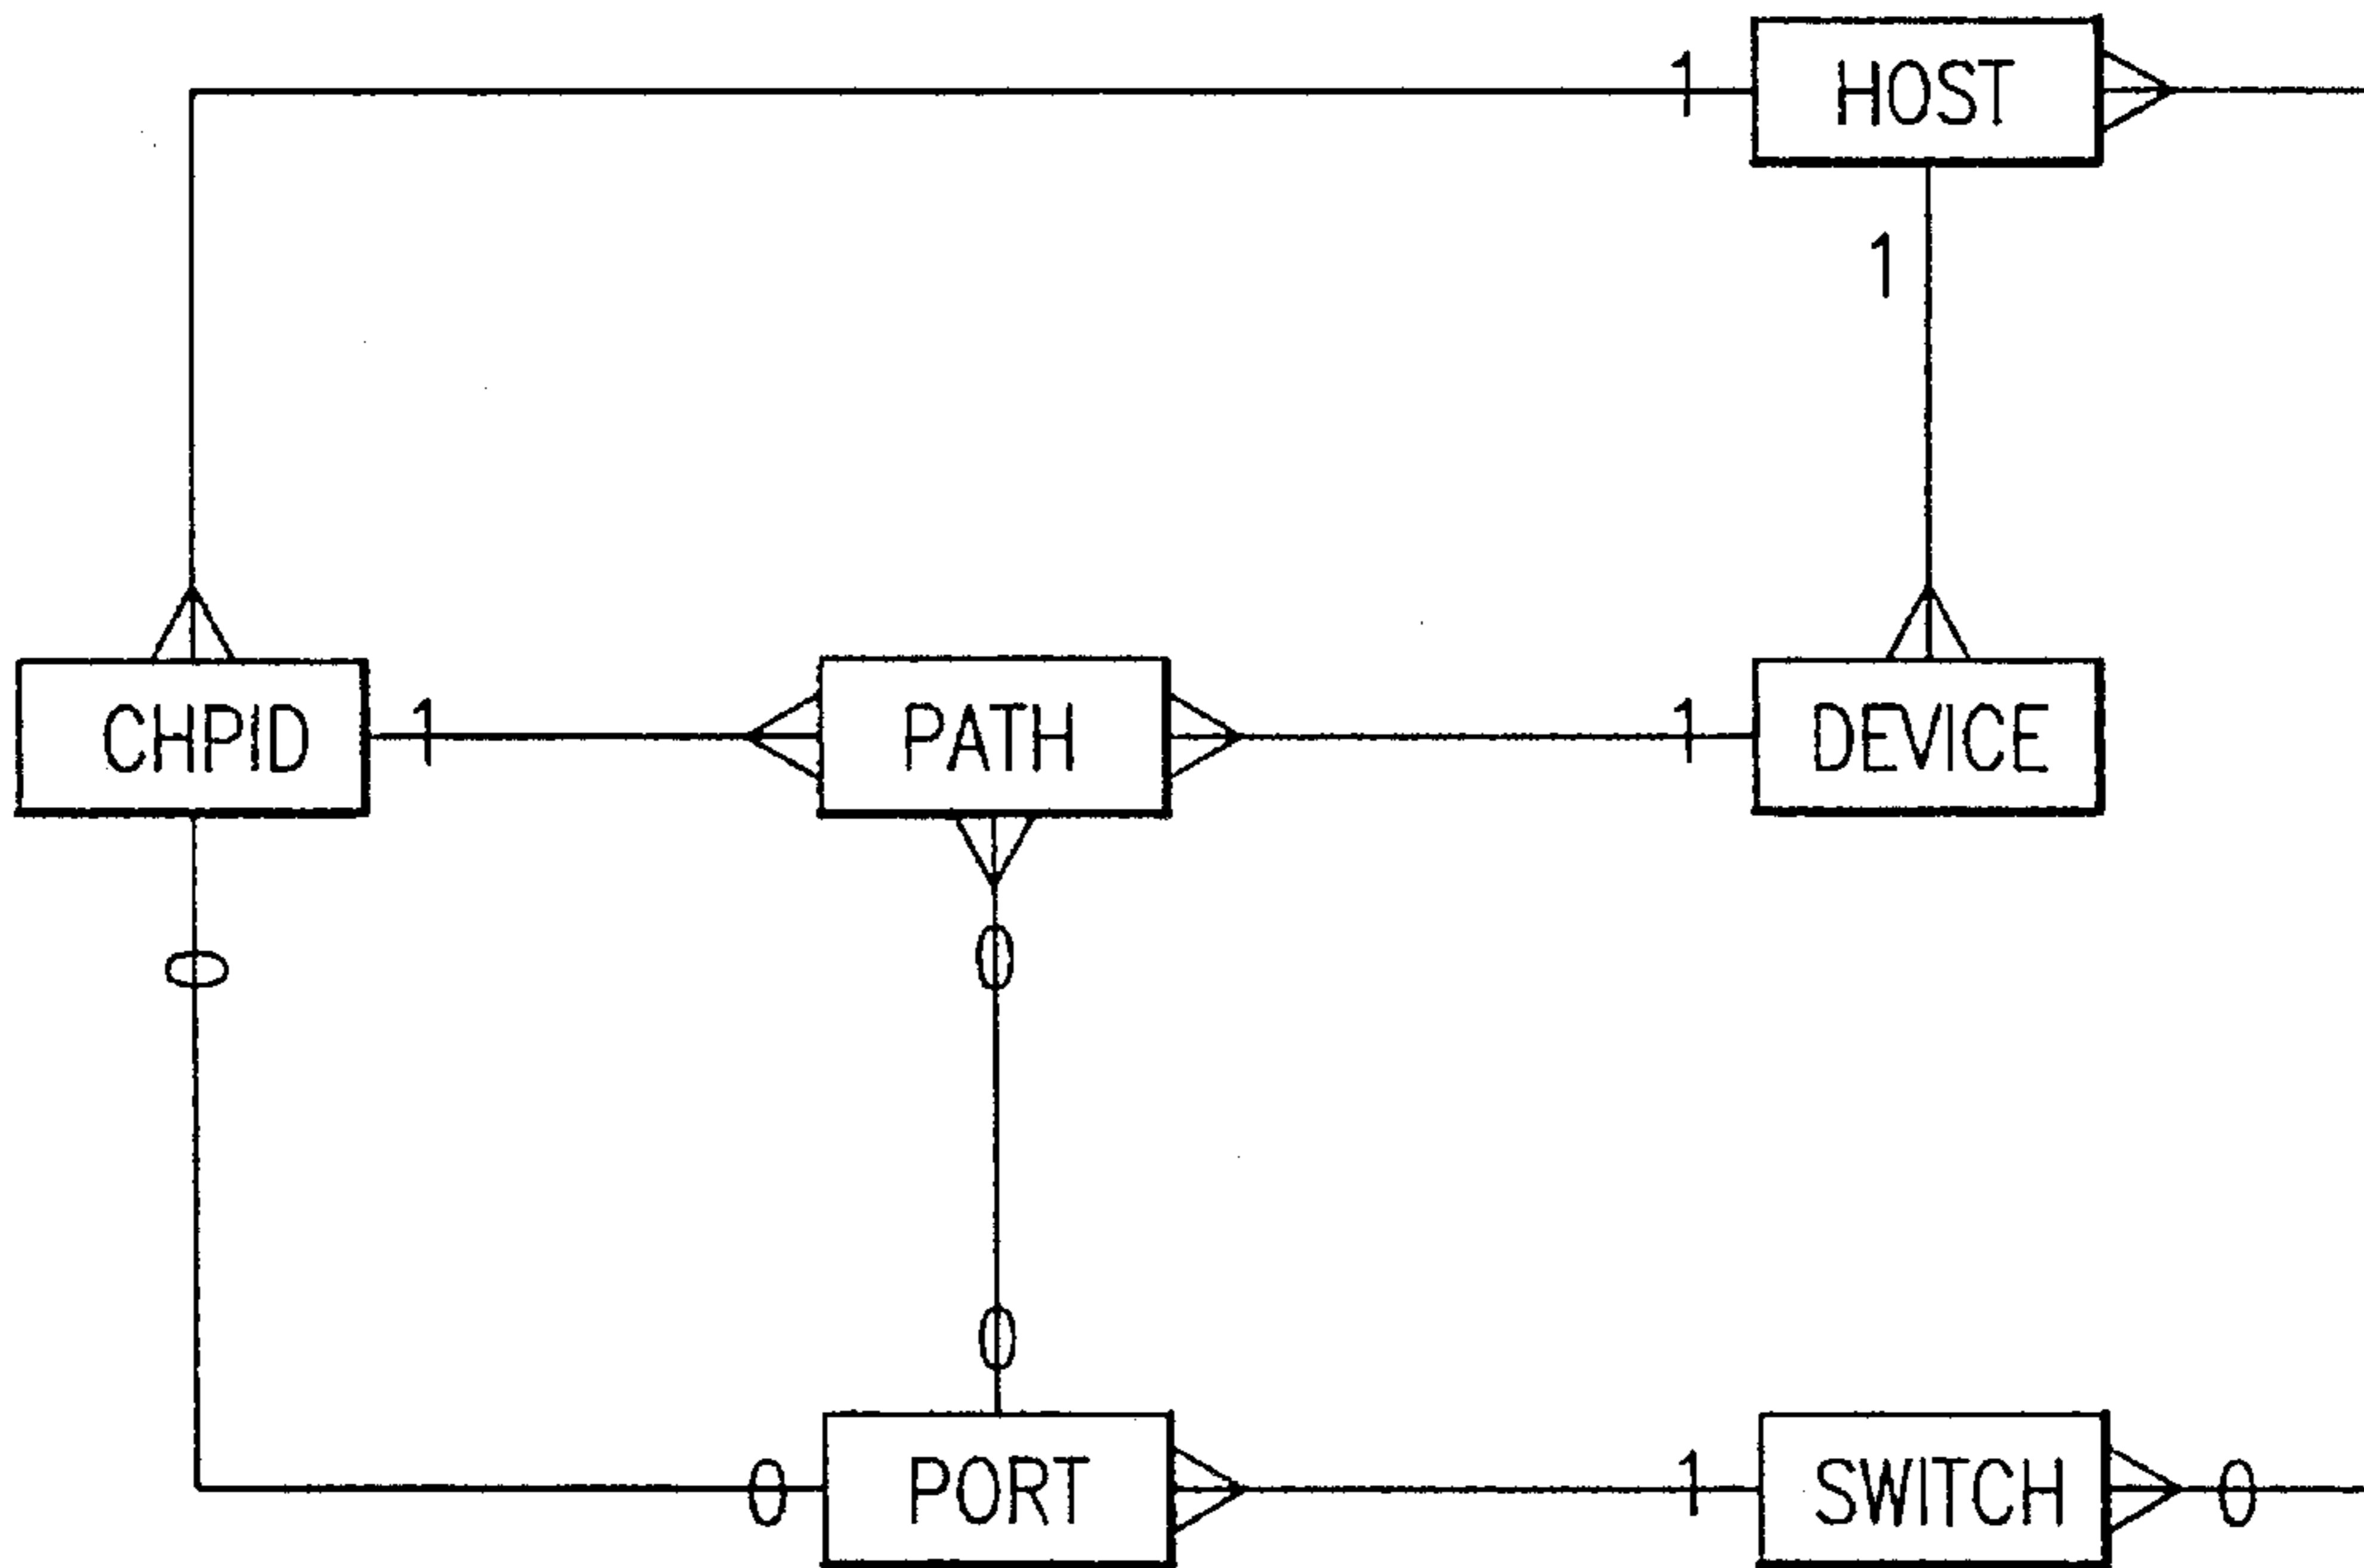 1 HOST
1
CHPID 1 PATH 1 DEVICE
0 0
0
0 PORT 1 SWITCH 0